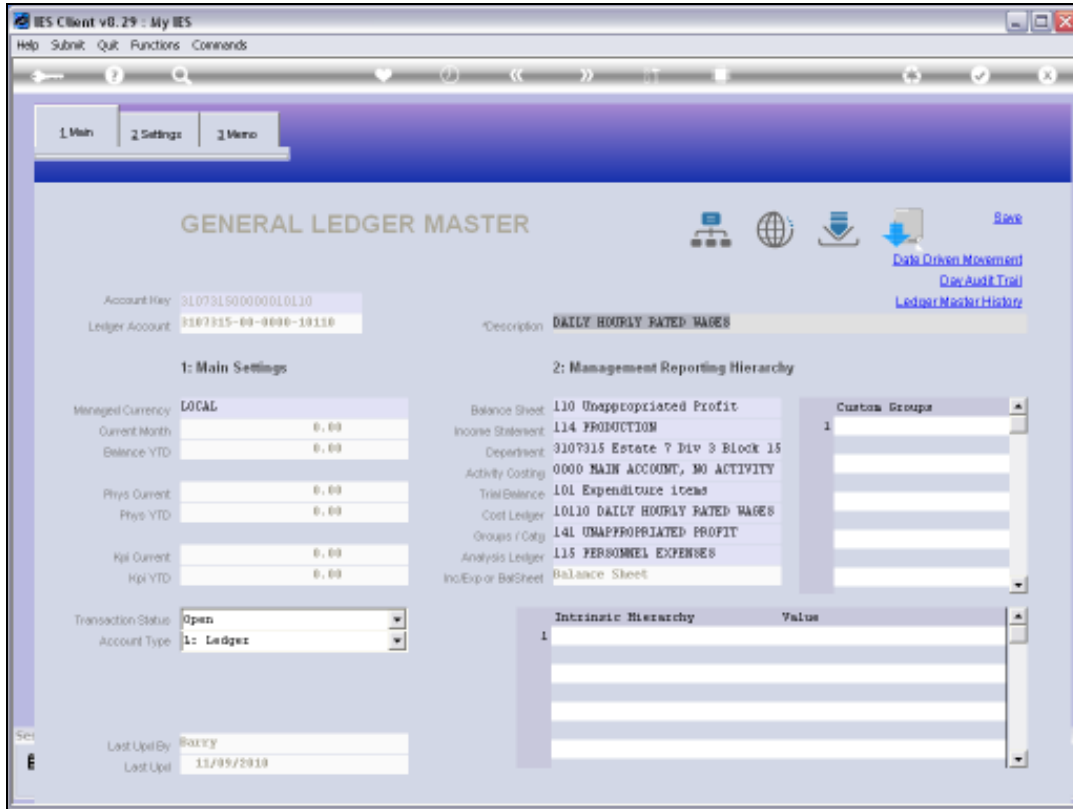 IES Client v8.29 : My IES
Help Submit Quit Functions Commands
1 Main
2 Settings
3 Memo
GENERAL LEDGER MASTER
Save
Date Driven Movement
Day Audit Trail
Ledger Master History
Account Key 310731500000010110
Ledger Account 3107315-00-0000-10110
*Description DAILY HOURLY RATED WAGES
1: Main Settings
2: Management Reporting Hierarchy
Managed Currency LOCAL
Current Month 0.00
Balance YTD 0.00
Phys Current 0.00
Phys YTD 0.00
Kpi Current 0.00
Kpi YTD 0.00
Balance Sheet 110 Unappropriated Profit
Income Statement 114 PRODUCTION
Department 3107315 Estate 7 Div 3 Block 15
Activity Costing 0000 MAIN ACCOUNT, NO ACTIVITY
Trial Balance 101 Expenditure items
Cost Ledger 10110 DAILY HOURLY RATED WAGES
Groups / Catg 141 UNAPPROPRIATED PROFIT
Analysis Ledger 115 PERSONNEL EXPENSES
Inc/Exp or BalSheet Balance Sheet
Custom Groups
1
Transaction Status Open
Account Type 1: Ledger
Intrinsic Hierarchy Value
1
Last Upd By Barry
Last Upd 11/09/2010